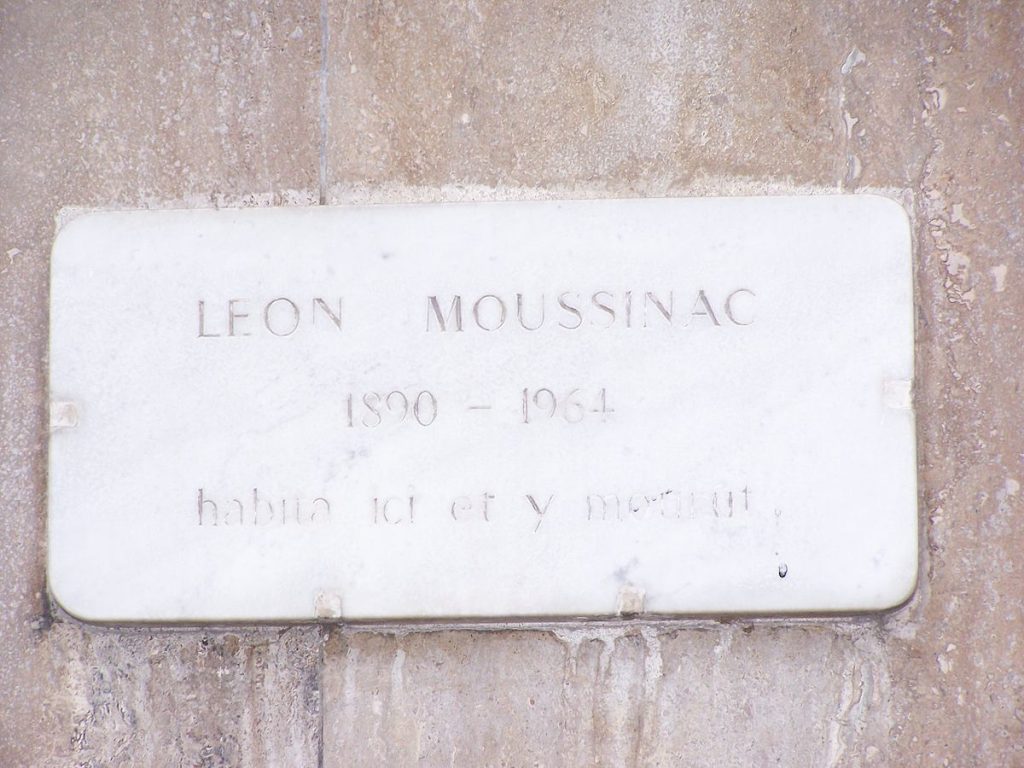 LEON MOUSSINAC
1890 - 1964
habita ici et y mourut